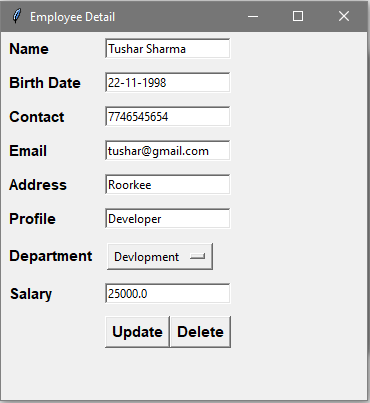 Employee Detail
Name Tushar Sharma
Birth Date 22-11-1998
Contact 7746545654
Email tushar@gmail.com
Address Roorkee
Profile Developer
Department Devlopment
Salary 25000.0
Update Delete